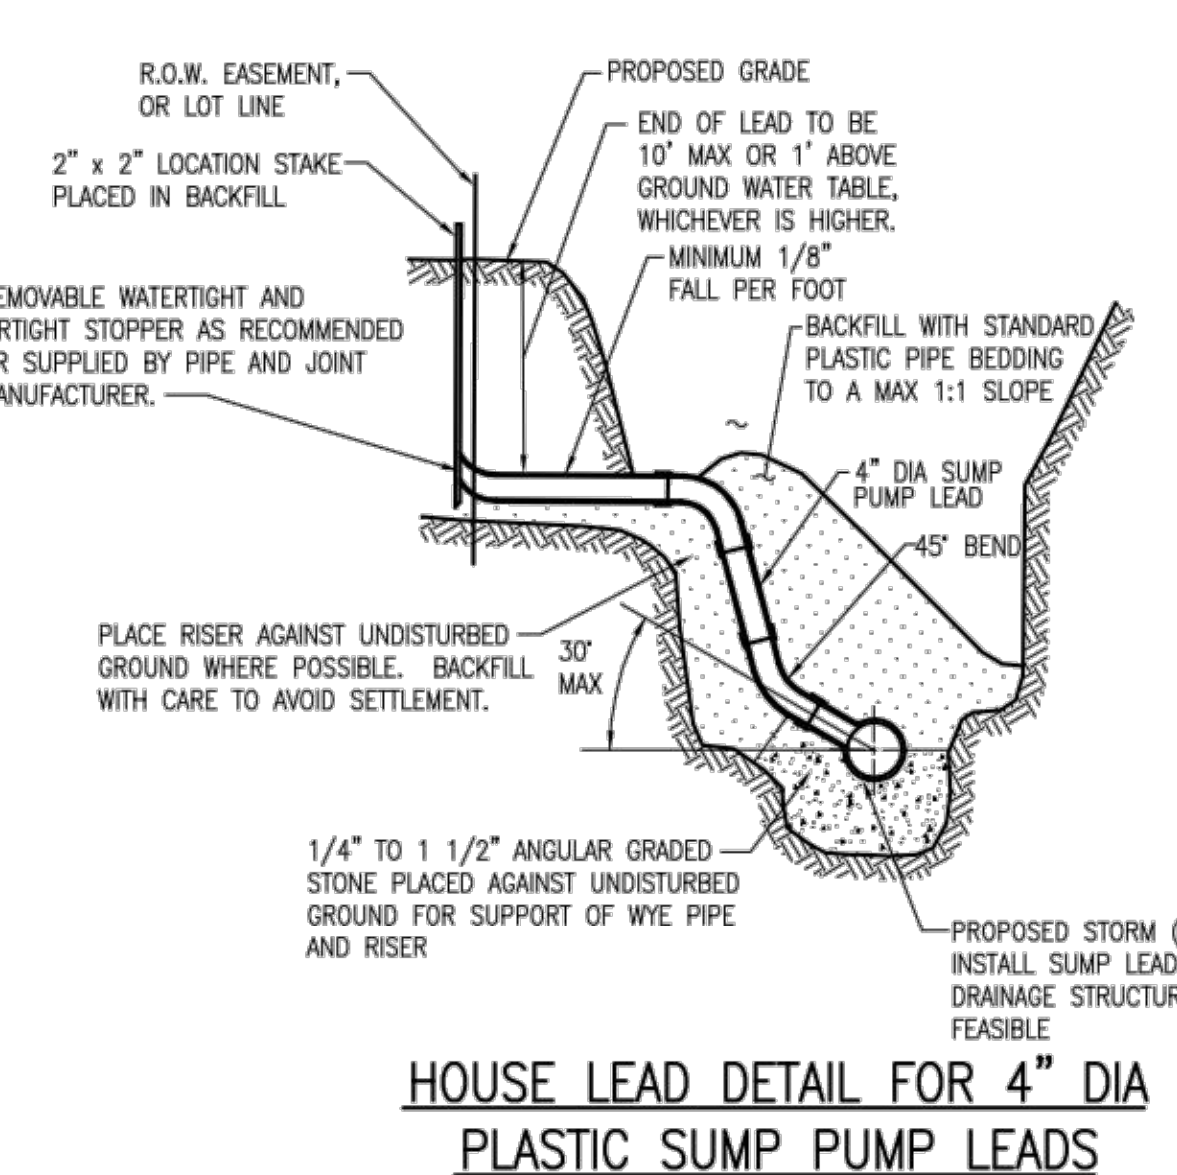 R.O.W. EASEMENT,
OR LOT LINE
PROPOSED GRADE
2" x 2" LOCATION STAKE
PLACED IN BACKFILL
END OF LEAD TO BE
10' MAX OR 1' ABOVE
GROUND WATER TABLE,
WHICHEVER IS HIGHER.
MINIMUM 1/8"
FALL PER FOOT
EMOVABLE WATERTIGHT AND
RTIGHT STOPPER AS RECOMMENDED
R SUPPLIED BY PIPE AND JOINT
ANUFACTURER.
BACKFILL WITH STANDARD
PLASTIC PIPE BEDDING
TO A MAX 1:1 SLOPE
4" DIA SUMP
PUMP LEAD
45° BEND
PLACE RISER AGAINST UNDISTURBED
GROUND WHERE POSSIBLE. BACKFILL
WITH CARE TO AVOID SETTLEMENT.
30°
MAX
1/4" TO 1 1/2" ANGULAR GRADED
STONE PLACED AGAINST UNDISTURBED
GROUND FOR SUPPORT OF WYE PIPE
AND RISER
PROPOSED STORM (
INSTALL SUMP LEAD
DRAINAGE STRUCTUR
FEASIBLE
HOUSE LEAD DETAIL FOR 4" DIA
PLASTIC SUMP PUMP LEADS